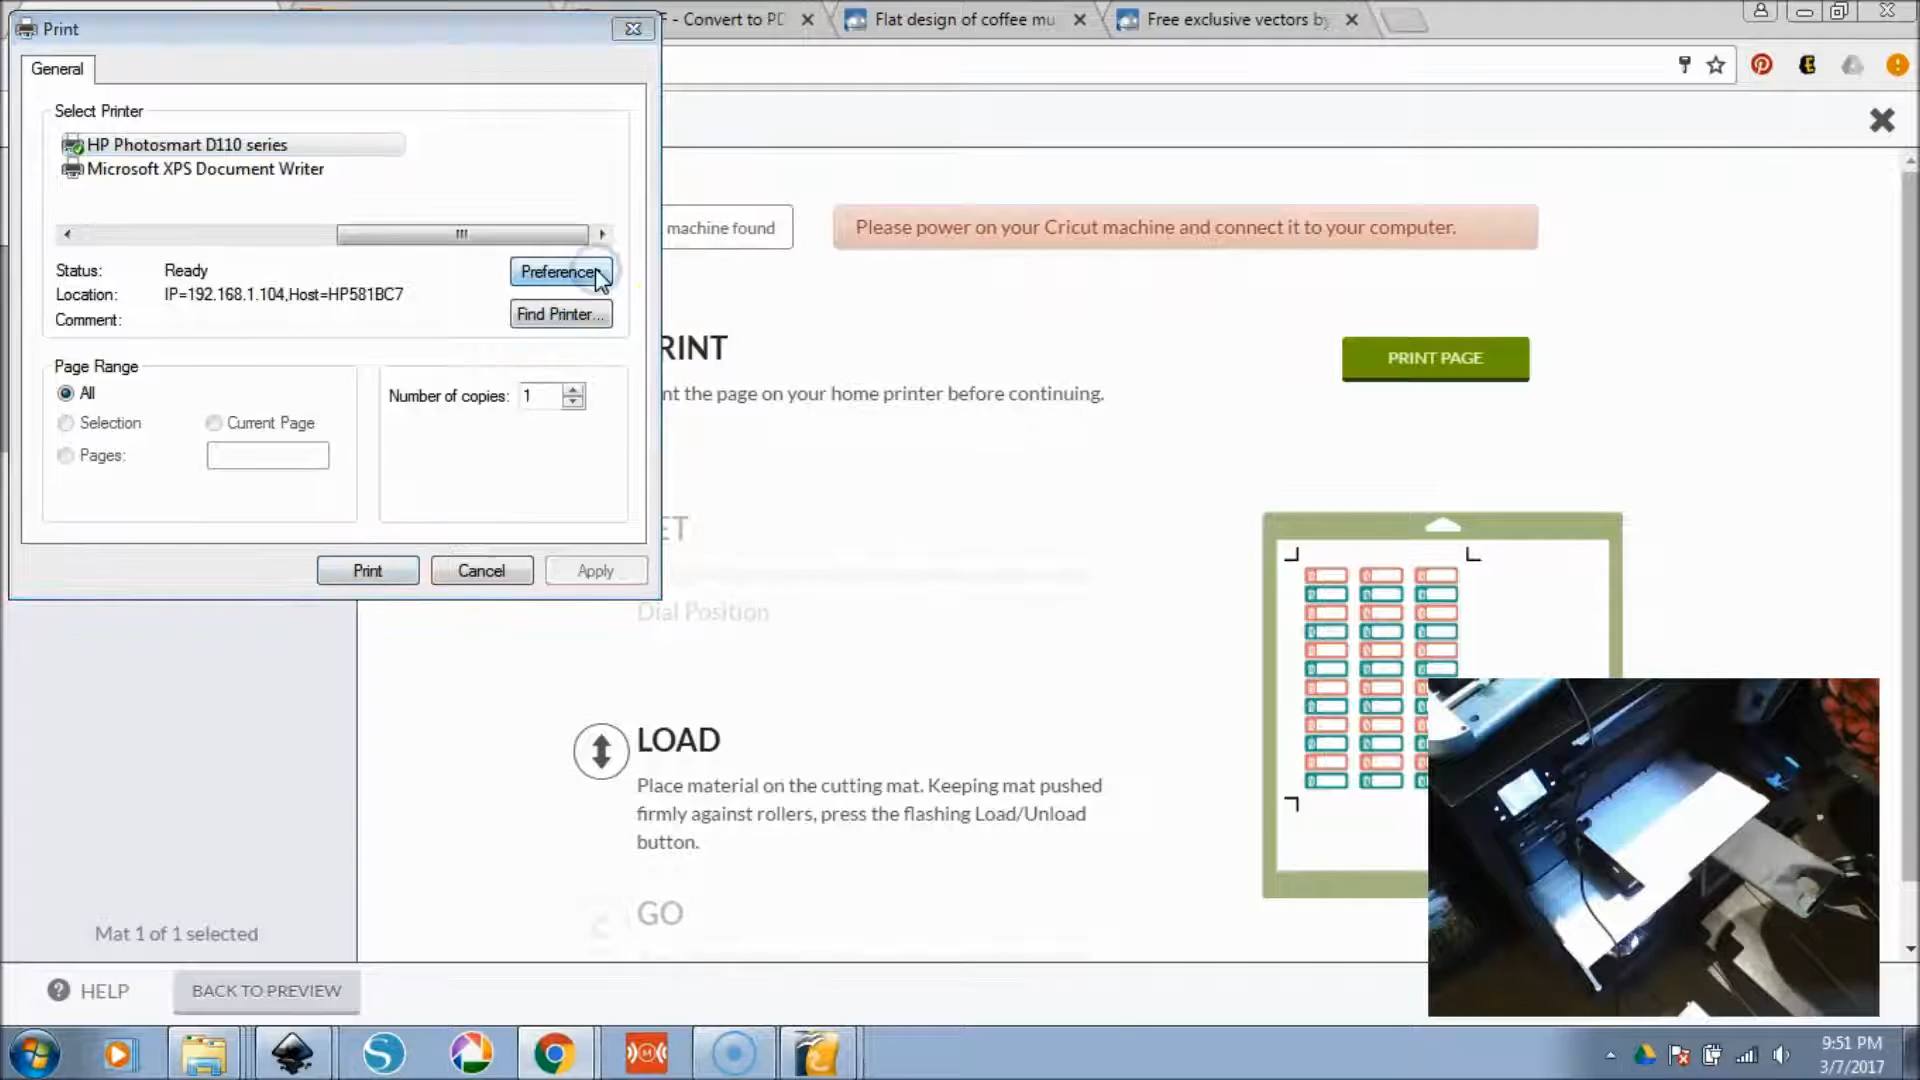 Print
F - Convert to PD
Flat design of coffee mu
Free exclusive vectors by
General
Select Printer
HP Photosmart D110 series
Microsoft XPS Document Writer
machine found
Please power on your Cricut machine and connect it to your computer.
Status: Ready
Preference
Location: IP=192.168.1.104,Host=HP581BC7
Find Printer...
Comment:
RINT
PRINT PAGE
Page Range
All
Number of copies: 1
nt the page on your home printer before continuing.
Selection
Current Page
Pages:
ET
Print
Cancel
Apply
Dial Position
LOAD
Place material on the cutting mat. Keeping mat pushed
firmly against rollers, press the flashing Load/Unload
button.
GO
Mat 1 of 1 selected
HELP
BACK TO PREVIEW
9:51 PM
3/7/2017